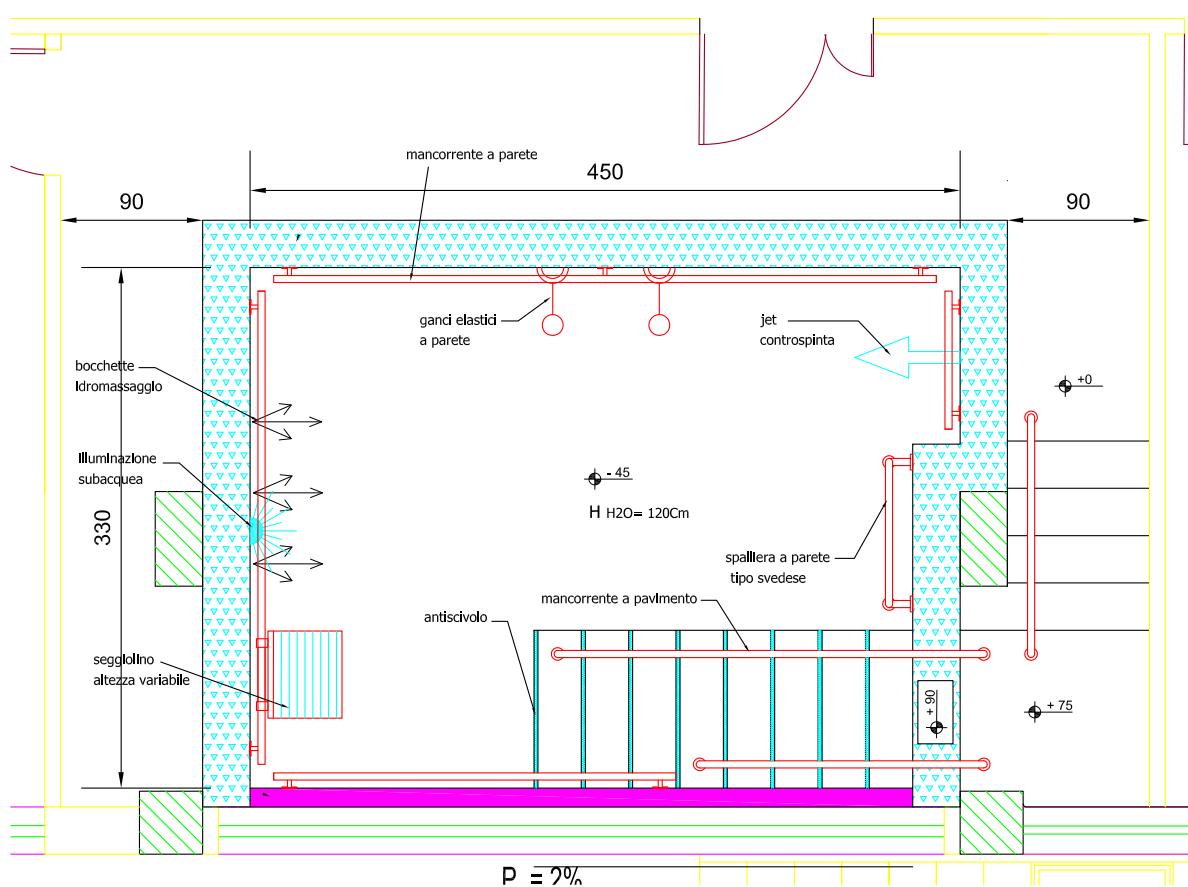 mancorrente a parete
450
90
90
ganci elastici
a parete
jet
controspinta
bocchette
Idromassaggio
+0
Illuminazione
subacquea
- 45
H H2O= 120Cm
330
spalliera a parete
tipo svedese
mancorrente a pavimento
antiscivolo
seggiolino
altezza variabile
+ 90
+ 75
P = 2%